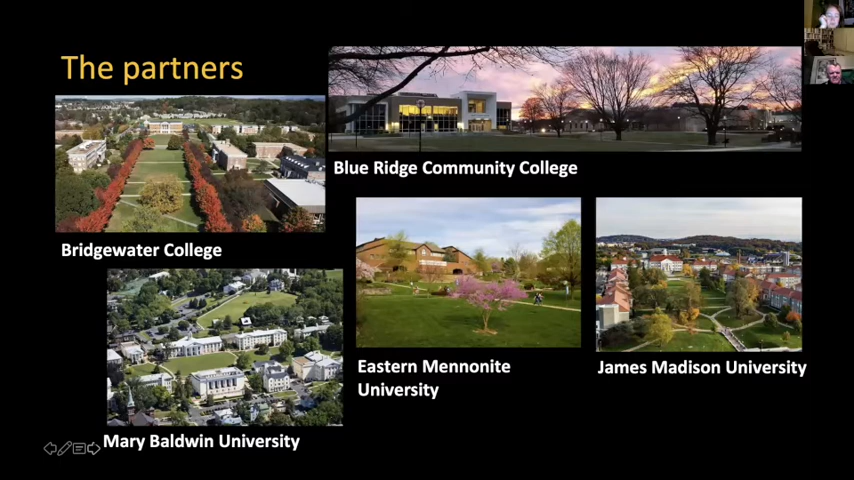 The partners
Blue Ridge Community College
Bridgewater College
Eastern Mennonite
University
James Madison University
Mary Baldwin University